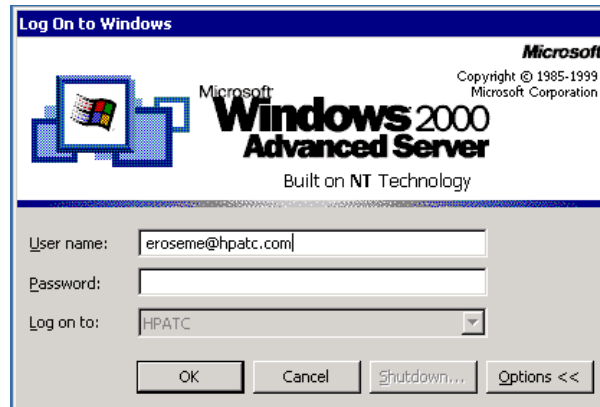 Log On to Windows
Microsoft
Copyright © 1985-1999
Microsoft Corporation
Microsoft
Windows 2000
Advanced Server
Built on NT Technology
User name:
eroseme@hpatc.com
Password:
Log on to:
HPATC
OK
Cancel
Shutdown...
Options <<